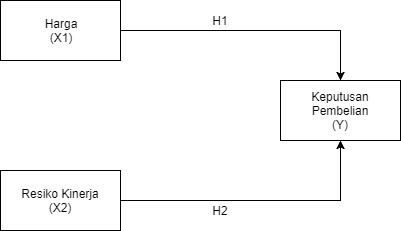 Harga
(X1)
H1
Keputusan
Pembelian
(Y)
Resiko Kinerja
(X2)
H2